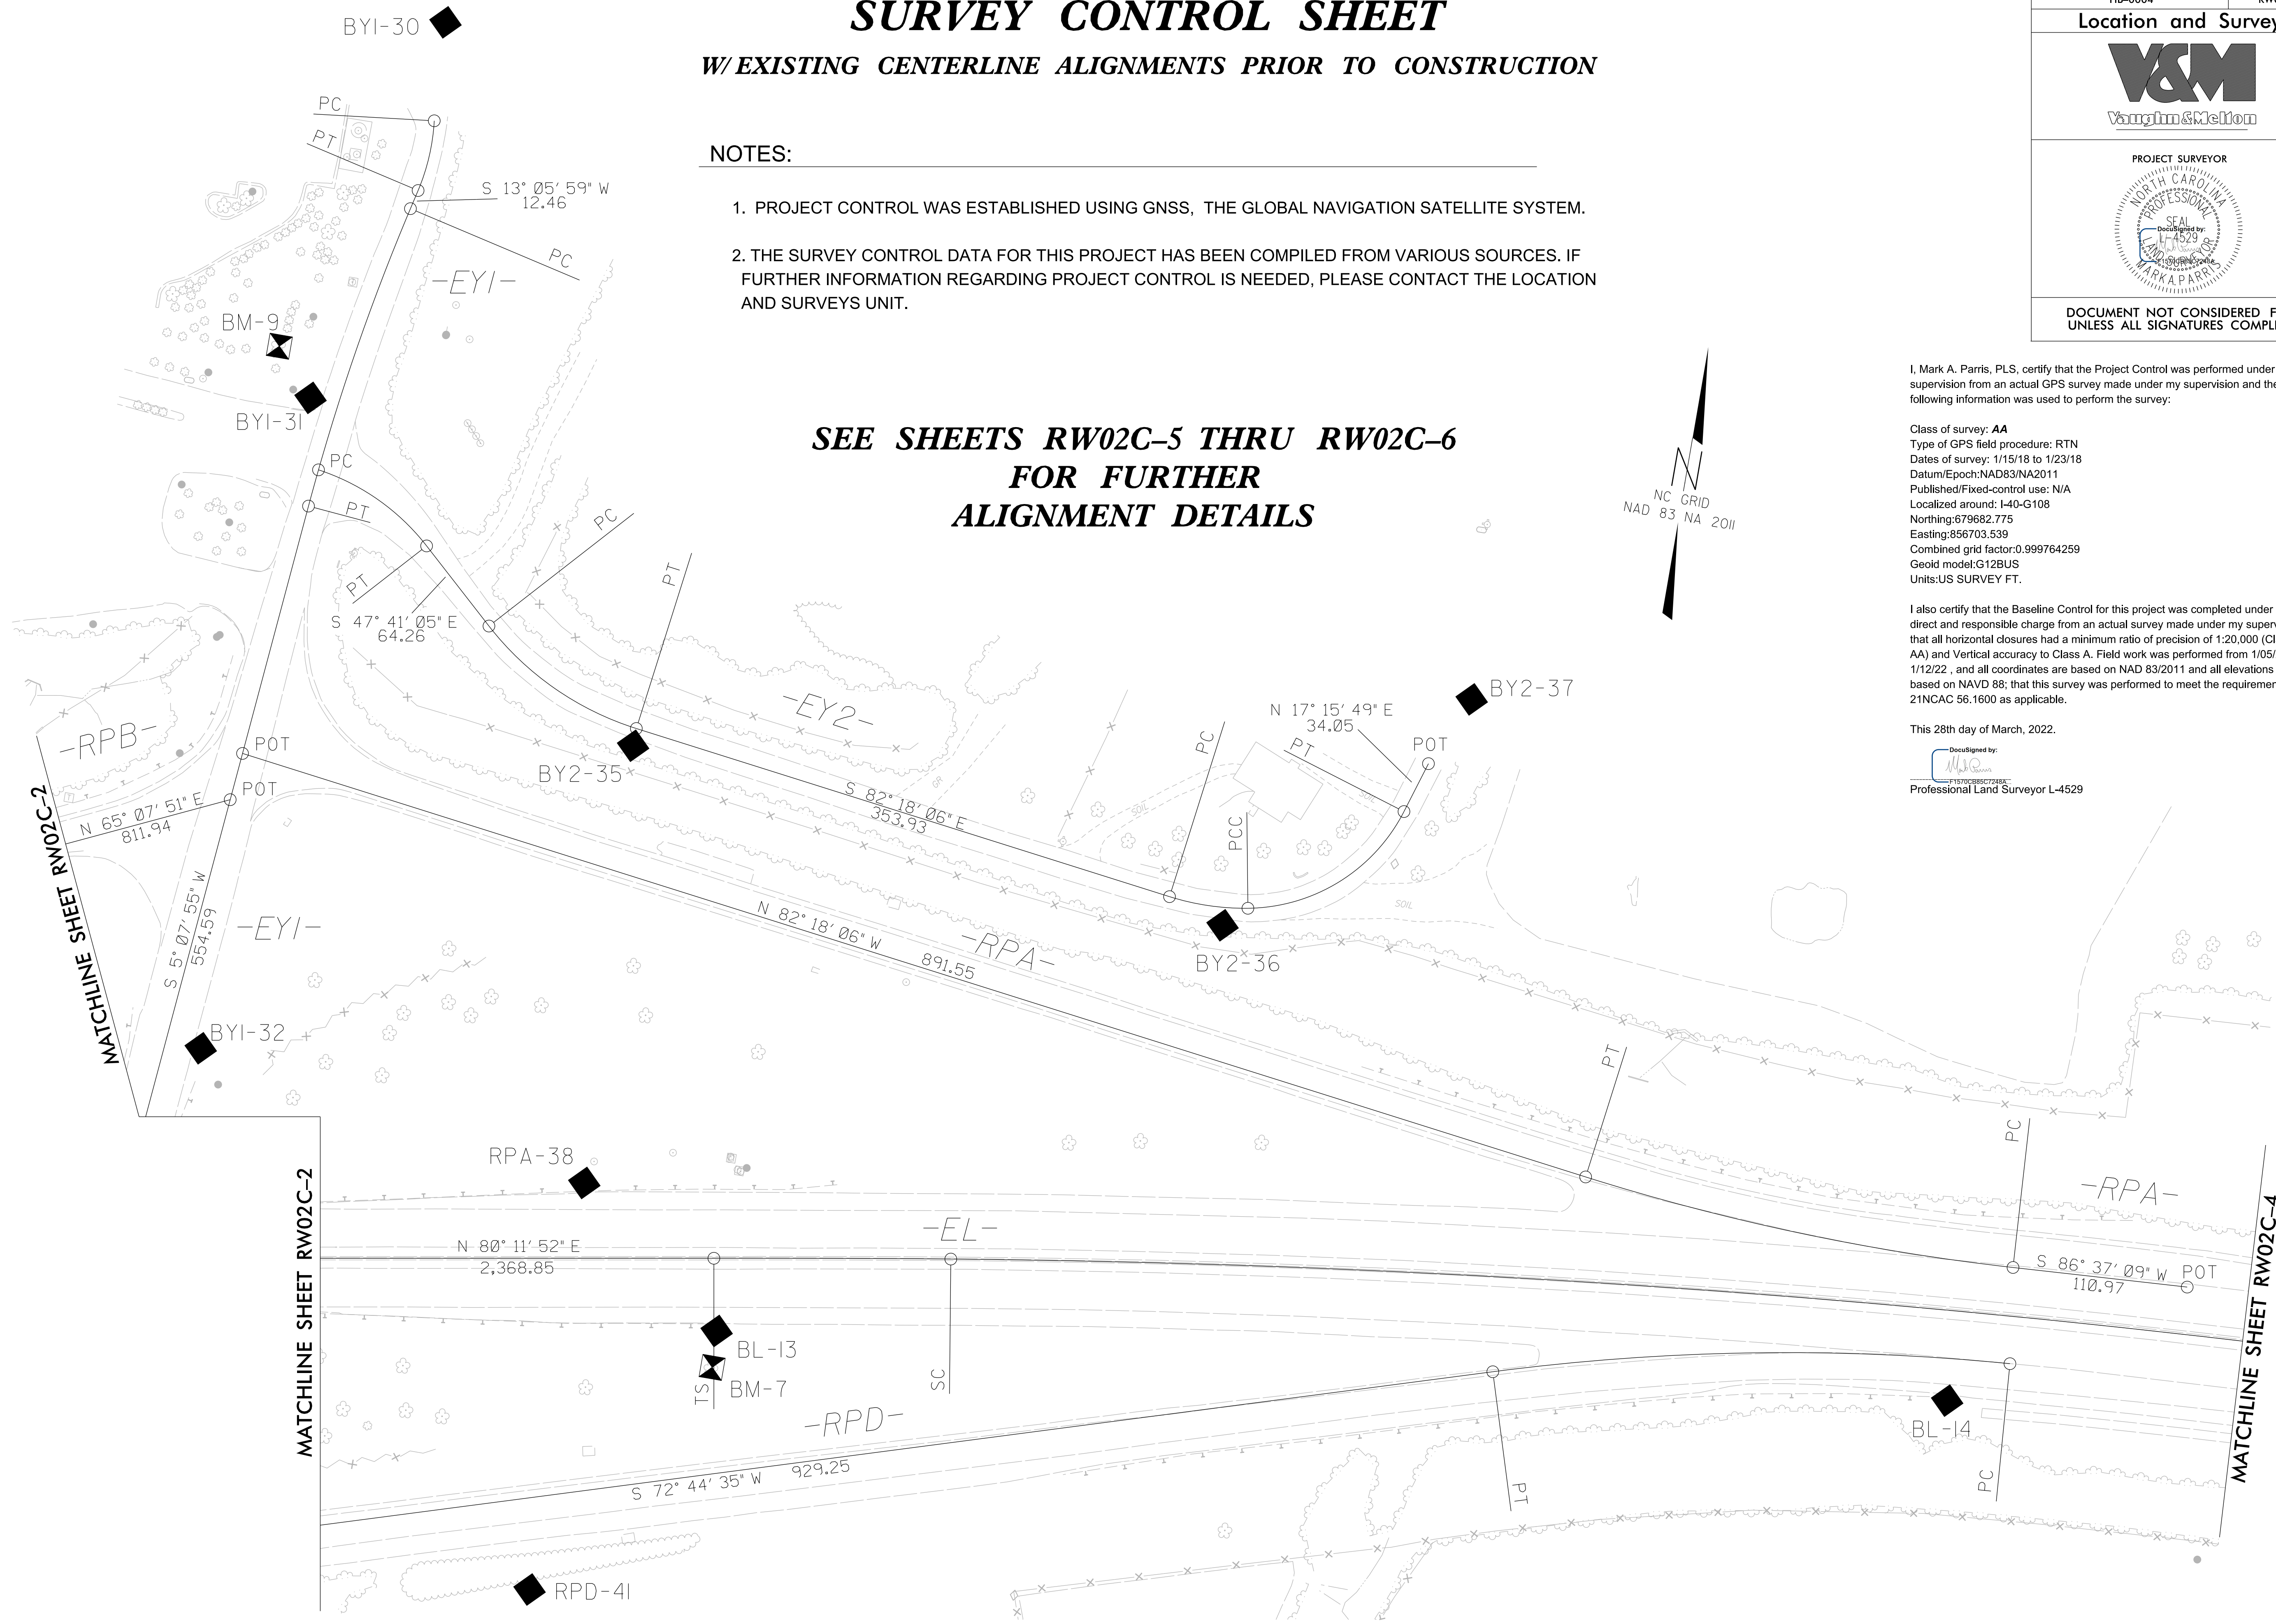 SURVEY CONTROL SHEET
W/ EXISTING CENTERLINE ALIGNMENTS PRIOR TO CONSTRUCTION
NOTES:
1. PROJECT CONTROL WAS ESTABLISHED USING GNSS, THE GLOBAL NAVIGATION SATELLITE SYSTEM.
2. THE SURVEY CONTROL DATA FOR THIS PROJECT HAS BEEN COMPILED FROM VARIOUS SOURCES. IF
FURTHER INFORMATION REGARDING PROJECT CONTROL IS NEEDED, PLEASE CONTACT THE LOCATION
AND SURVEYS UNIT.
SEE SHEETS RW02C-5 THRU RW02C-6
FOR FURTHER
ALIGNMENT DETAILS
NC GRID
NAD 83 NA 2011
Location and Survey
V&M
Vaughn & Melton
PROJECT SURVEYOR
NORTH CAROLINA
PROFESSIONAL
SEAL
DocuSigned by:
L-4529
LAND SURVEYOR
MARK A. PARRIS
DOCUMENT NOT CONSIDERED F
UNLESS ALL SIGNATURES COMPL
I, Mark A. Parris, PLS, certify that the Project Control was performed under
supervision from an actual GPS survey made under my supervision and the
following information was used to perform the survey:
Class of survey: AA
Type of GPS field procedure: RTN
Dates of survey: 1/15/18 to 1/23/18
Datum/Epoch:NAD83/NA2011
Published/Fixed-control use: N/A
Localized around: I-40-G108
Northing:679682.775
Easting:856703.539
Combined grid factor:0.999764259
Geoid model:G12BUS
Units:US SURVEY FT.
I also certify that the Baseline Control for this project was completed under
direct and responsible charge from an actual survey made under my superv
that all horizontal closures had a minimum ratio of precision of 1:20,000 (Cl
AA) and Vertical accuracy to Class A. Field work was performed from 1/05/
1/12/22 , and all coordinates are based on NAD 83/2011 and all elevations
based on NAVD 88; that this survey was performed to meet the requiremen
21NCAC 56.1600 as applicable.
This 28th day of March, 2022.
DocuSigned by:
F1570CB85C7248A
Professional Land Surveyor L-4529
BY1-30
PC
PT
S 13° 05' 59" W
12.46
PC
-EY1-
BM-9
BY1-31
PC
PT
PC
PT
S 47° 41' 05" E
64.26
PT
-EY2-
BY2-35
-RPB-
POT
POT
N 65° 07' 51" E
811.94
MATCHLINE SHEET RW02C-2
S 5° 07' 55" W
554.59
-EY1-
BY1-32
S 82° 18' 06" E
353.93
DR
SOIL
SOIL
SOIL
PC
PCC
PT
N 17° 15' 49" E
34.05
POT
BY2-37
BY2-36
N 82° 18' 06" W
891.55
-RPA-
PT
PC
-RPA-
S 86° 37' 09" W
110.97
POT
MATCHLINE SHEET RW02C-4
RPA-38
MATCHLINE SHEET RW02C-2
N 80° 11' 52" E
2,368.85
-EL-
BL-13
BM-7
TS
SC
-RPD-
S 72° 44' 35" W 929.25
PT
PC
BL-14
RPD-41